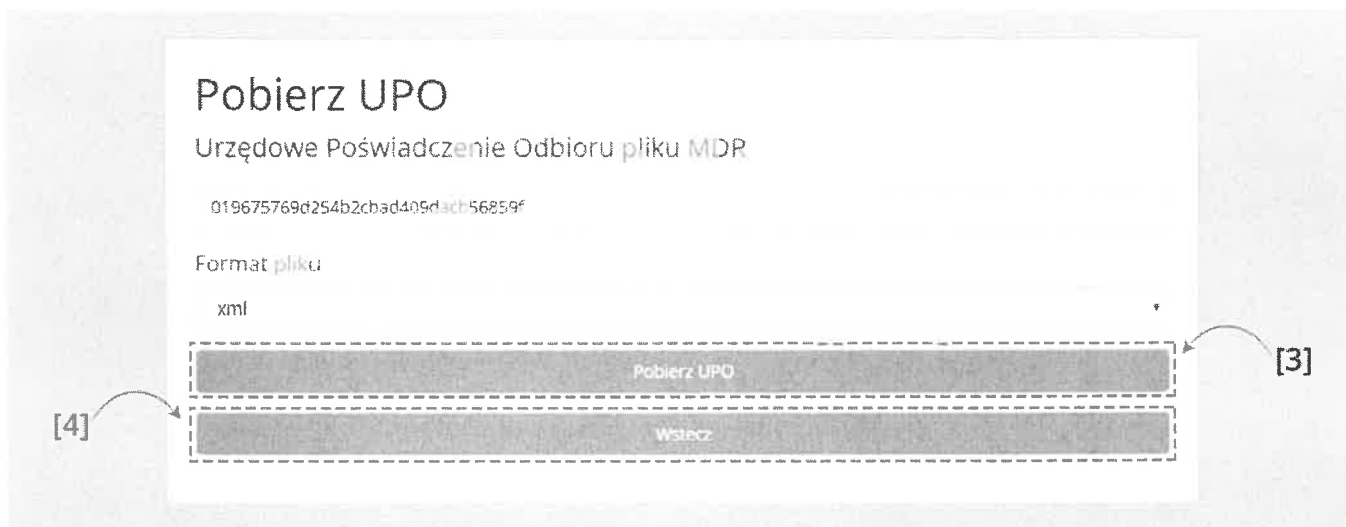 Pobierz UPO
Urzędowe Poświadczenie Odbioru pliku MDR
Format pliku
xml
Pobierz UPO
[3]
[4]
Wstecz